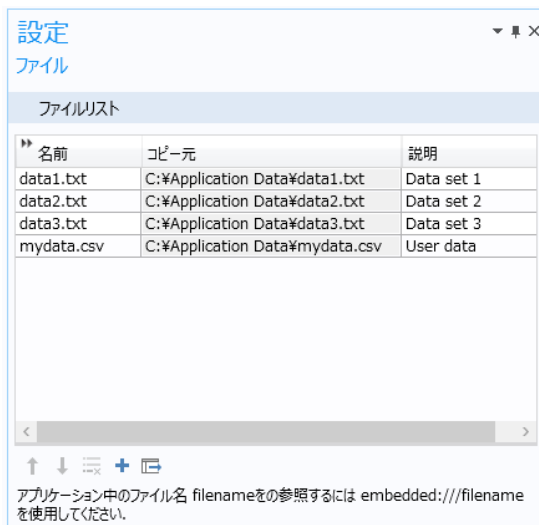 設定
ファイル
ファイルリスト
名前 コピー元 説明
data1.txt C:¥Application Data¥data1.txt Data set 1
data2.txt C:¥Application Data¥data2.txt Data set 2
data3.txt C:¥Application Data¥data3.txt Data set 3
mydata.csv C:¥Application Data¥mydata.csv User data
アプリケーション中のファイル名 filenameをの参照するには embedded:///filename
を使用してください.